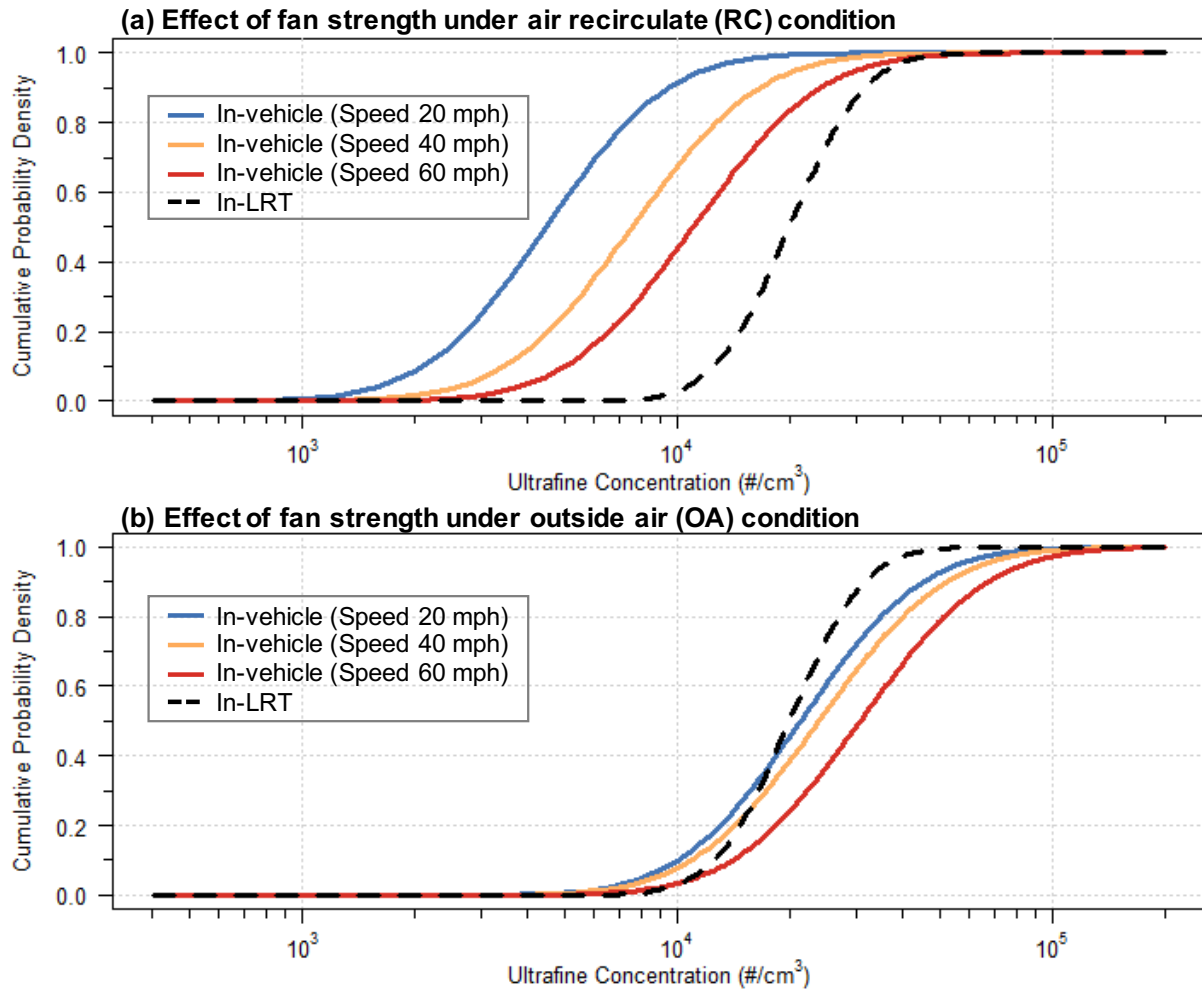 (a) Effect of fan strength under air recirculate (RC) condition
Cumulative Probability Density
1.0
0.8
0.6
0.4
0.2
0.0
In-vehicle (Speed 20 mph)
In-vehicle (Speed 40 mph)
In-vehicle (Speed 60 mph)
In-LRT
10³
10⁴
10⁵
Ultrafine Concentration (#/cm³)
(b) Effect of fan strength under outside air (OA) condition
Cumulative Probability Density
1.0
0.8
0.6
0.4
0.2
0.0
In-vehicle (Speed 20 mph)
In-vehicle (Speed 40 mph)
In-vehicle (Speed 60 mph)
In-LRT
10³
10⁴
10⁵
Ultrafine Concentration (#/cm³)